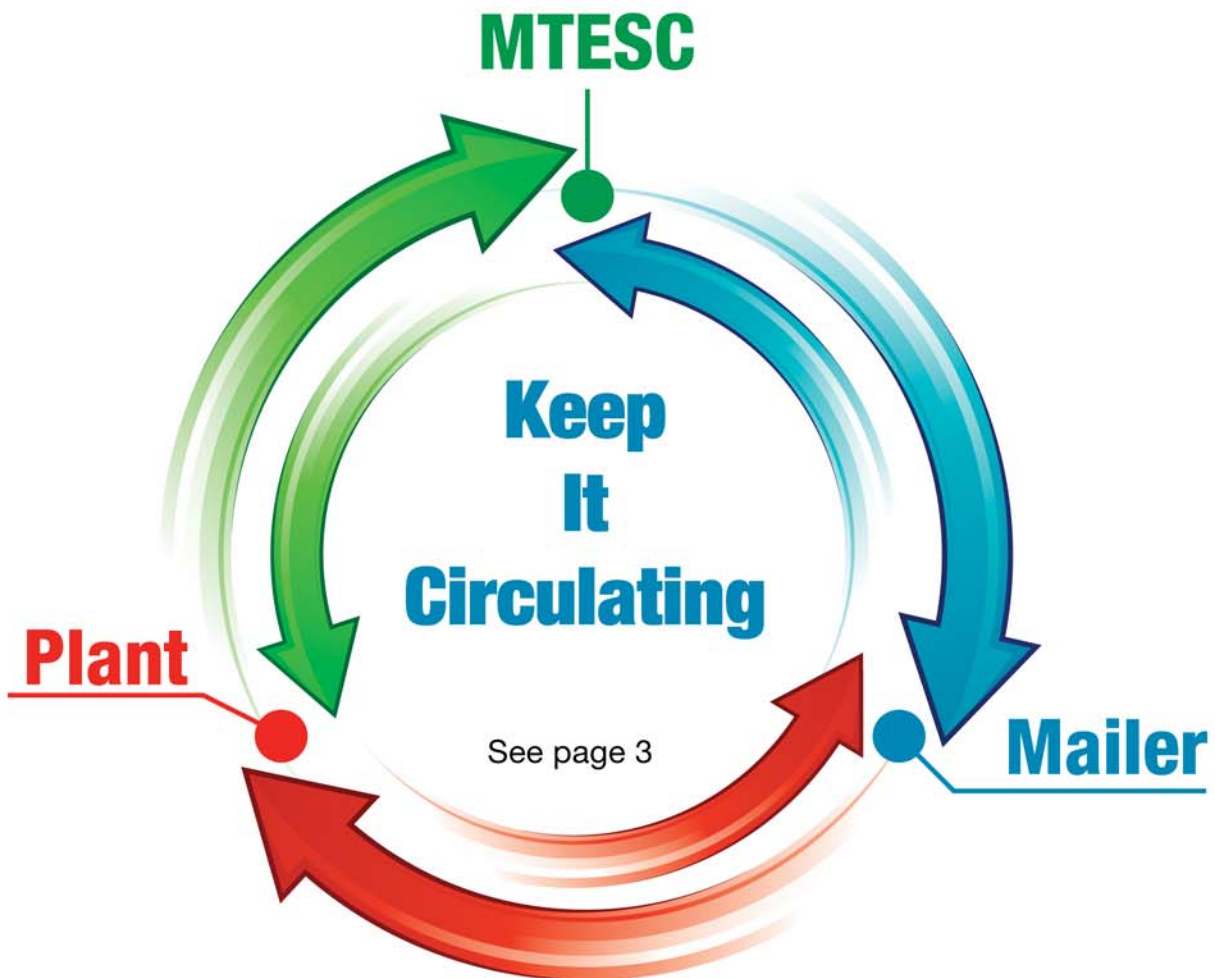 MTESC
Keep
It
Circulating
Plant
See page 3
Mailer